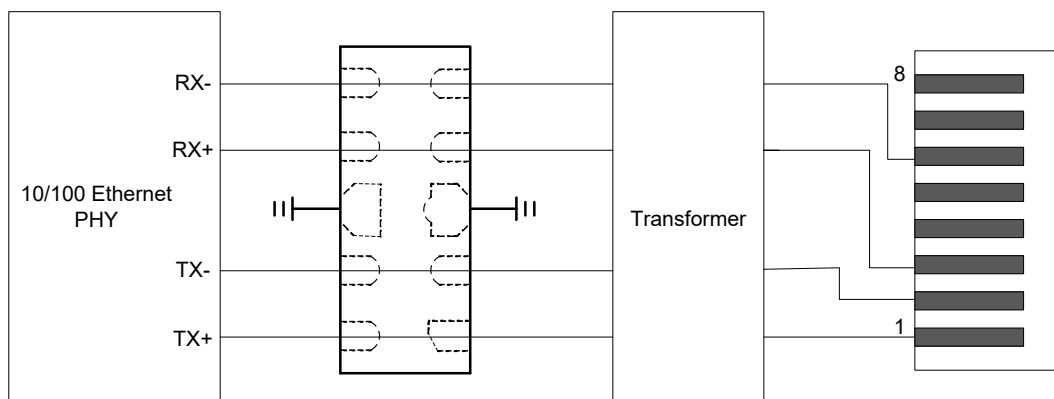 RX-
RX+
10/100 Ethernet
PHY
TX-
TX+
Transformer
8
1